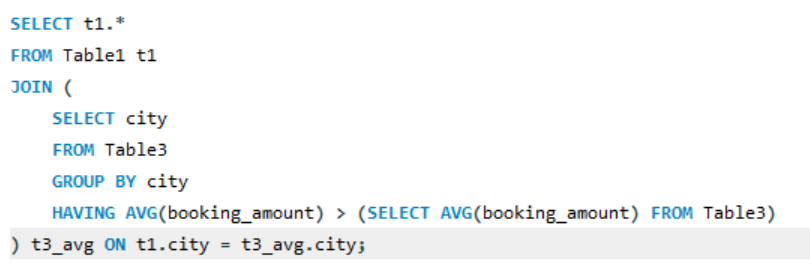 SELECT t1.*
FROM Table1 t1
JOIN (
    SELECT city
    FROM Table3
    GROUP BY city
    HAVING AVG(booking_amount) > (SELECT AVG(booking_amount) FROM Table3)
) t3_avg ON t1.city = t3_avg.city;